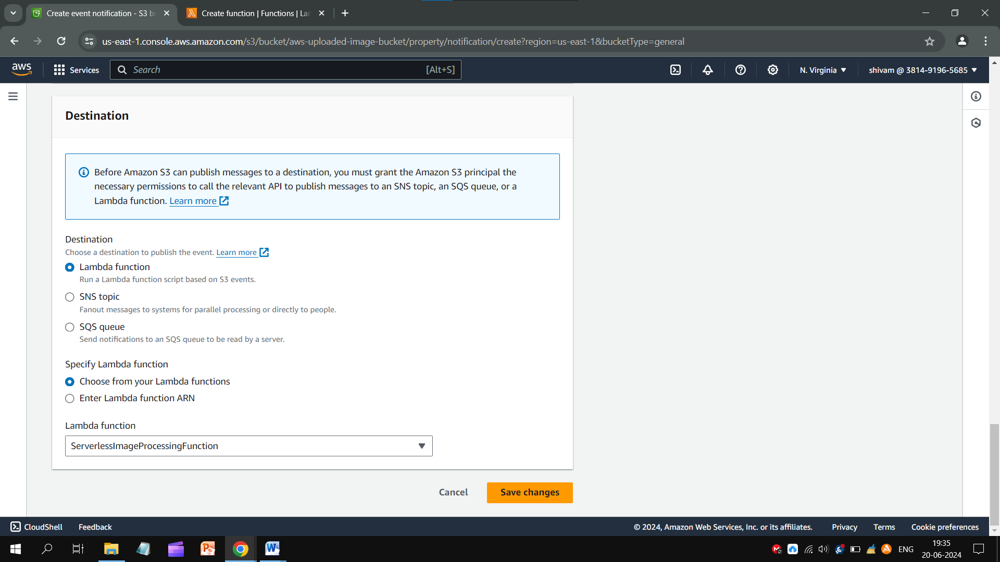 Create event notification - S3 b
Create function | Functions | La
us-east-1.console.aws.amazon.com/s3/bucket/aws-uploaded-image-bucket/property/notification/create?region=us-east-1&bucketType=general
aws
Services
Search
[Alt+S]
N. Virginia
shivam @ 3814-9196-5685
Destination
Before Amazon S3 can publish messages to a destination, you must grant the Amazon S3 principal the
necessary permissions to call the relevant API to publish messages to an SNS topic, an SQS queue, or a
Lambda function. Learn more
Destination
Choose a destination to publish the event. Learn more
Lambda function
Run a Lambda function script based on S3 events.
SNS topic
Fanout messages to systems for parallel processing or directly to people.
SQS queue
Send notifications to an SQS queue to be read by a server.
Specify Lambda function
Choose from your Lambda functions
Enter Lambda function ARN
Lambda function
ServerlessImageProcessingFunction
Cancel
Save changes
CloudShell
Feedback
© 2024, Amazon Web Services, Inc. or its affiliates.
Privacy
Terms
Cookie preferences
ENG
19:35
20-06-2024